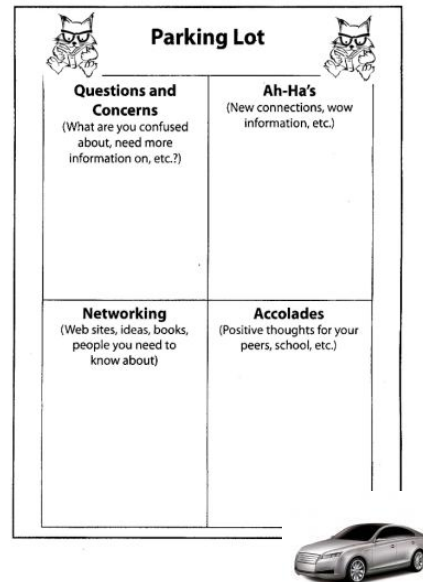 Parking Lot
Questions and
Concerns
(What are you confused
about, need more
information on, etc.?)
Ah-Ha's
(New connections, wow
information, etc.)
Networking
(Web sites, ideas, books,
people you need to
know about)
Accolades
(Positive thoughts for your
peers, school, etc.)